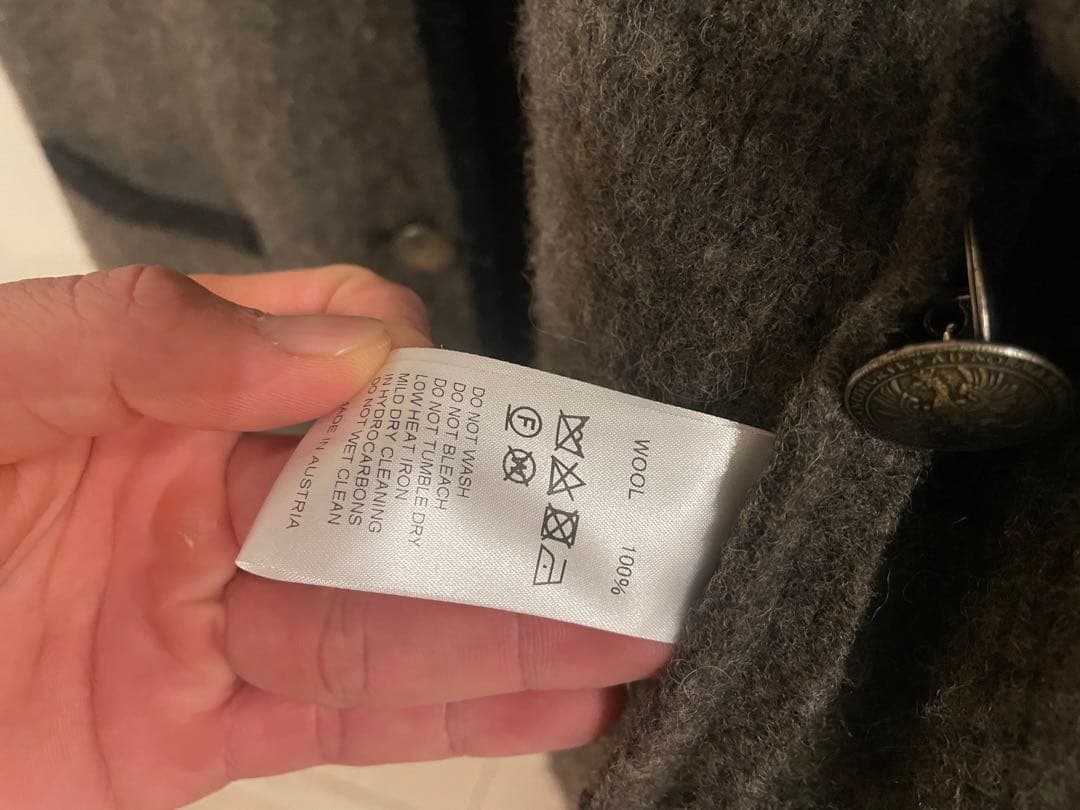 WOOL 100%
F
DO NOT WASH
DO NOT BLEACH
DO NOT TUMBLE DRY
LOW HEAT IRON
MILD DRY CLEANING
IN HYDROCARBONS
DO NOT WET CLEAN
MADE IN AUSTRIA